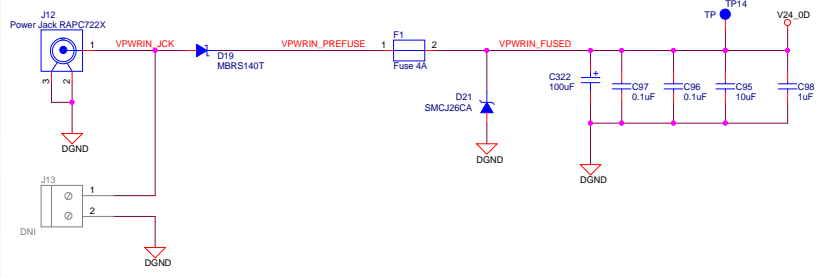 J12
Power Jack RAPC722X
1
VPWRIN_JCK
D19
MBRS140T
VPWRIN_PREFUSE
1
F1
2
Fuse 4A
VPWRIN_FUSED
TP14
TP
V24_0D
3
2
DGND
D21
SMCJ26CA
DGND
C322
100uF
+
C97
0.1uF
C96
0.1uF
C95
10uF
C98
1uF
DGND
J13
1
2
DNI
DGND